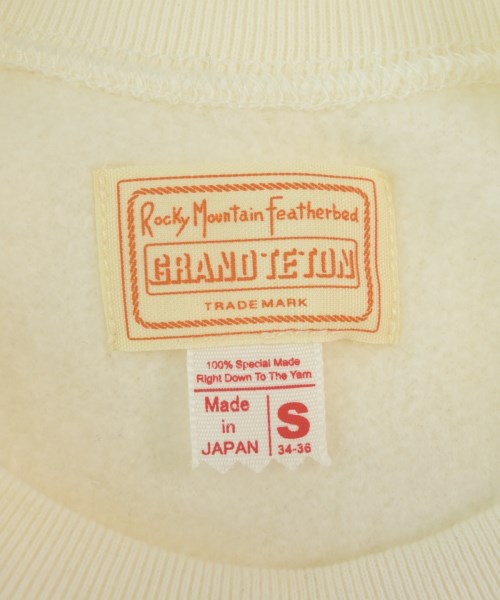 Rocky Mountain Featherbed
GRAND TETON
TRADE MARK
100% Special Made
Right Down To The Yarn
Made
in
JAPAN
S
34-36